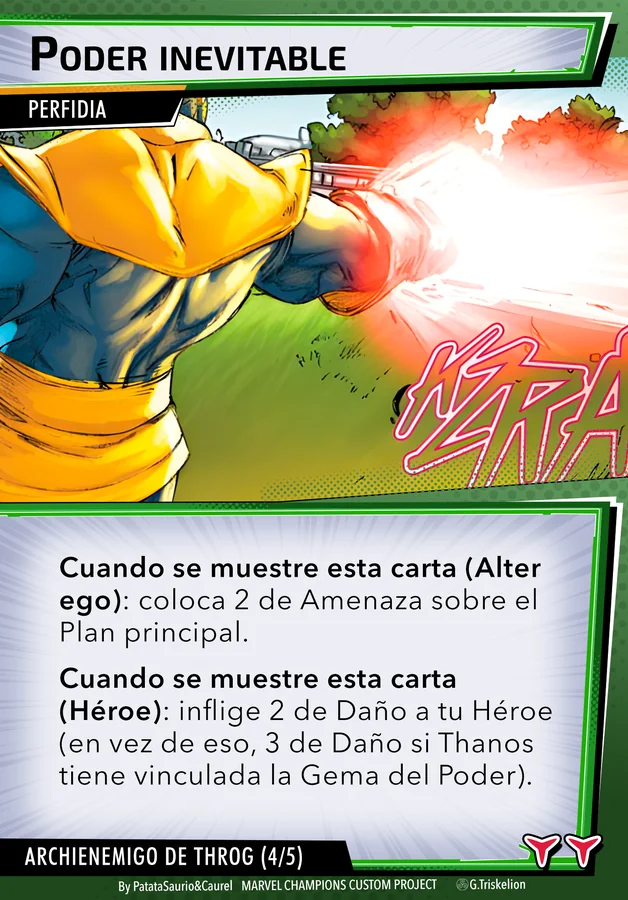 Poder inevitable
PERFIDIA
KZRA
Cuando se muestre esta carta (Alter
ego): coloca 2 de Amenaza sobre el
Plan principal.
Cuando se muestre esta carta
(Héroe): inflige 2 de Daño a tu Héroe
(en vez de eso, 3 de Daño si Thanos
tiene vinculada la Gema del Poder).
ARCHIENEMIGO DE THROG (4/5)
By PatataSaurio&Caurel MARVEL CHAMPIONS CUSTOM PROJECT G.Triskelion